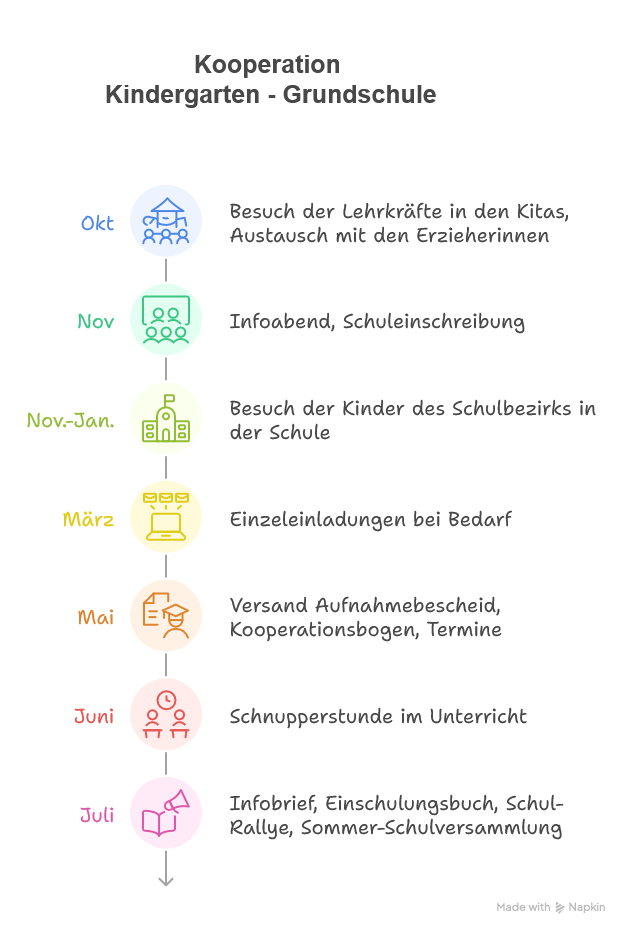 Kooperation
Kindergarten - Grundschule
Okt
Besuch der Lehrkräfte in den Kitas,
Austausch mit den Erzieherinnen
Nov
Infoabend, Schuleinschreibung
Nov.-Jan.
Besuch der Kinder des Schulbezirks in
der Schule
März
Einzeleinladungen bei Bedarf
Mai
Versand Aufnahmebescheid,
Kooperationsbogen, Termine
Juni
Schnupperstunde im Unterricht
Juli
Infobrief, Einschulungsbuch, Schul-
Rallye, Sommer-Schulversammlung
Made with Napkin